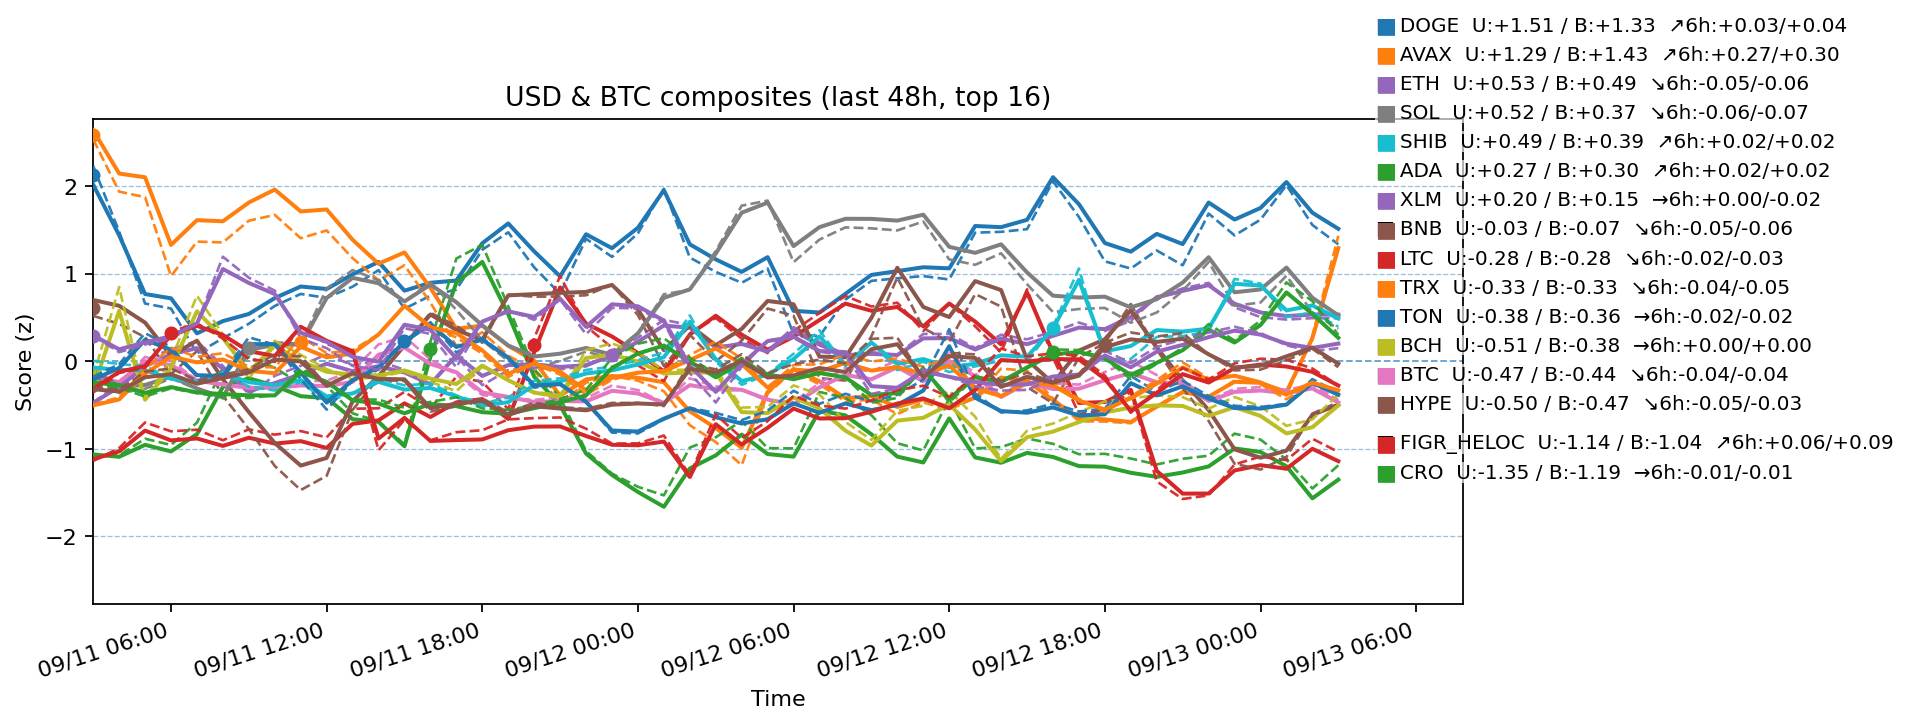 DOGE U:+1.51 / B:+1.33 ↗6h:+0.03/+0.04
AVAX U:+1.29 / B:+1.43 ↗6h:+0.27/+0.30
ETH U:+0.53 / B:+0.49 ↘6h:-0.05/-0.06
SOL U:+0.52 / B:+0.37 ↘6h:-0.06/-0.07
SHIB U:+0.49 / B:+0.39 ↗6h:+0.02/+0.02
ADA U:+0.27 / B:+0.30 ↗6h:+0.02/+0.02
XLM U:+0.20 / B:+0.15 →6h:+0.00/-0.02
BNB U:-0.03 / B:-0.07 ↘6h:-0.05/-0.06
LTC U:-0.28 / B:-0.28 ↘6h:-0.02/-0.03
TRX U:-0.33 / B:-0.33 ↘6h:-0.04/-0.05
TON U:-0.38 / B:-0.36 →6h:-0.02/-0.02
BCH U:-0.51 / B:-0.38 →6h:+0.00/+0.00
BTC U:-0.47 / B:-0.44 ↘6h:-0.04/-0.04
HYPE U:-0.50 / B:-0.47 ↘6h:-0.05/-0.03
FIGR_HELOC U:-1.14 / B:-1.04 ↗6h:+0.06/+0.09
CRO U:-1.35 / B:-1.19 →6h:-0.01/-0.01
USD & BTC composites (last 48h, top 16)
Score (z)
2
1
0
−1
−2
09/11 06:00
09/11 12:00
09/11 18:00
09/12 00:00
09/12 06:00
09/12 12:00
09/12 18:00
09/13 00:00
09/13 06:00
Time